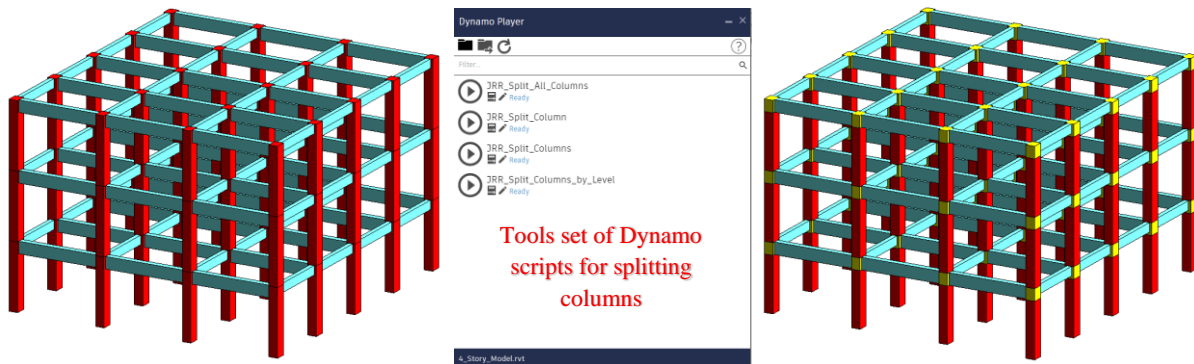 Dynamo Player
Filter...
JRR_Split_All_Columns
Ready
JRR_Split_Column
Ready
JRR_Split_Columns
Ready
JRR_Split_Columns_by_Level
Ready
Tools set of Dynamo
scripts for splitting
columns
4_Story_Model.rvt